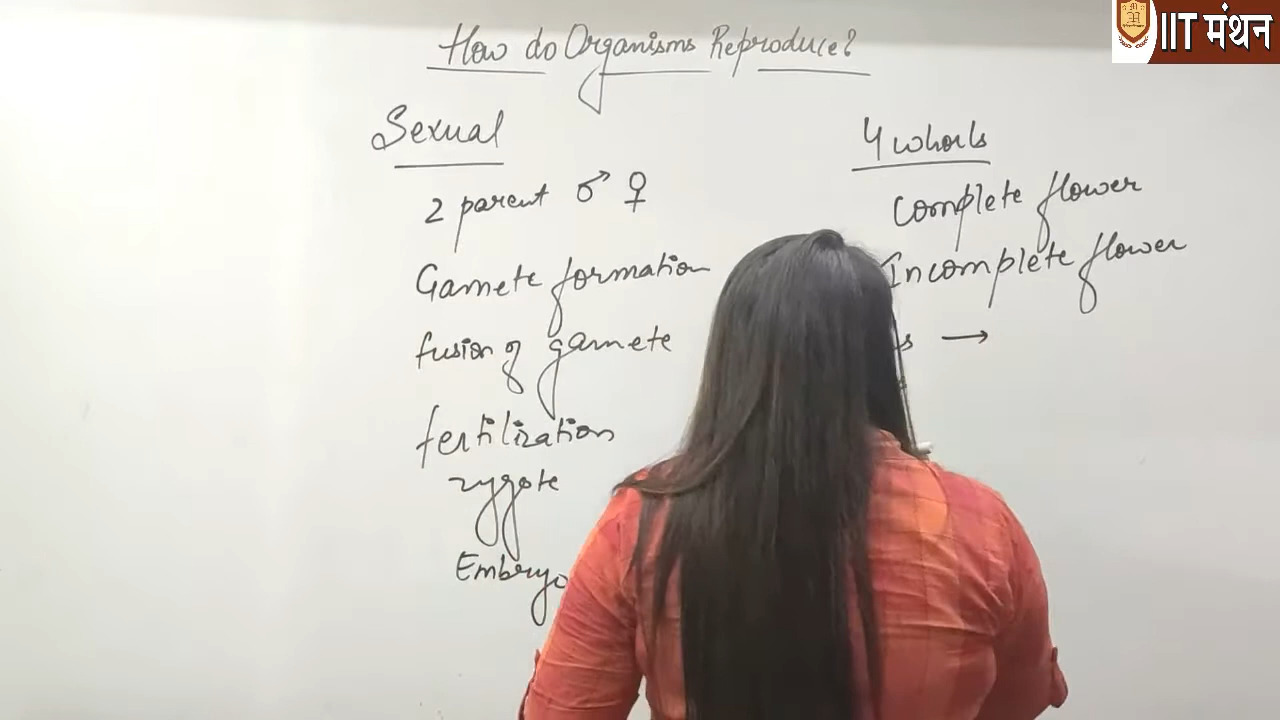 How do Organisms Reproduce?
IIT मंथन
Sexual
2 parent ♂ ♀
Gamete formation
fusion of gamete
fertilization
zygote
Embryo
4 whorls
Complete flower
Incomplete flower
→